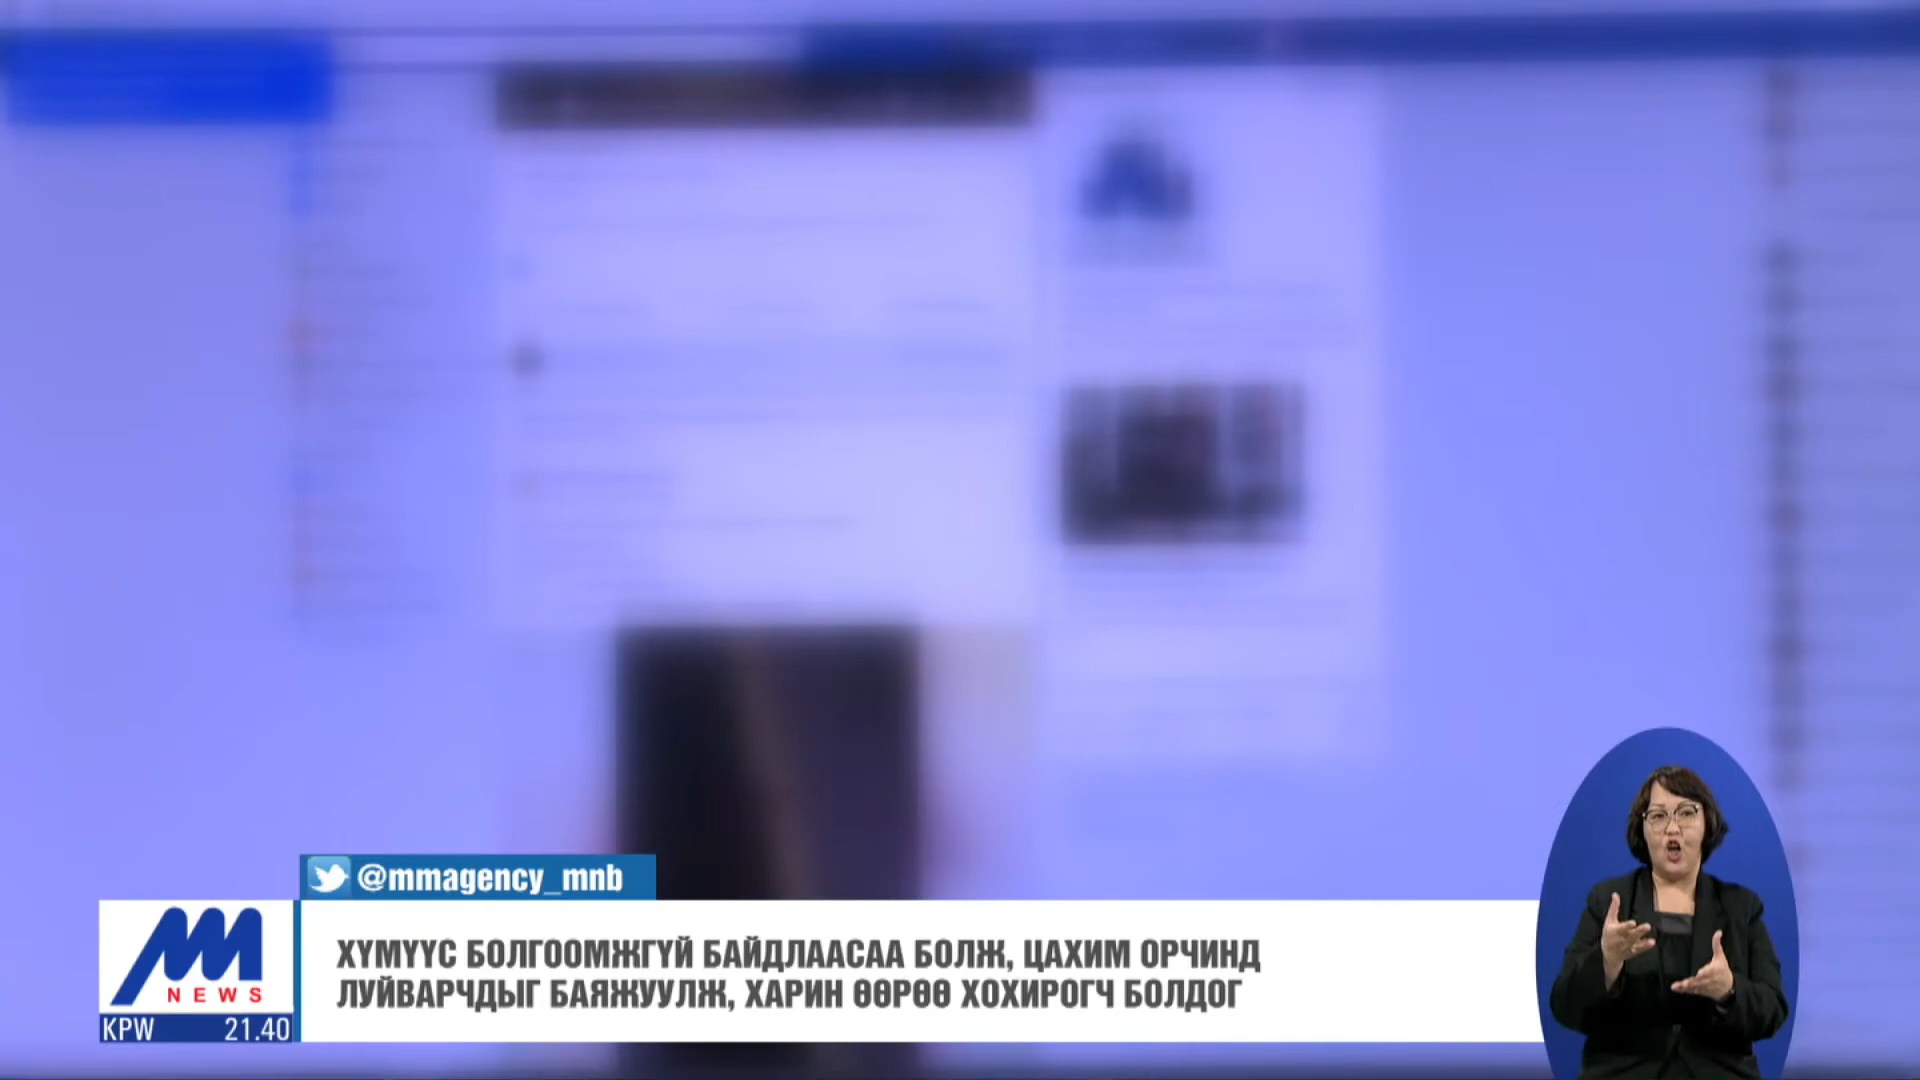 @mmagency_mnb
ХҮМҮҮС БОЛГООМЖГҮЙ БАЙДЛААСАА БОЛЖ, ЦАХИМ ОРЧИНД
ЛУЙВАРЧДЫГ БАЯЖУУЛЖ, ХАРИН ӨӨРӨӨ ХОХИРОГЧ БОЛДОГ
NEWS
KPW 21.40